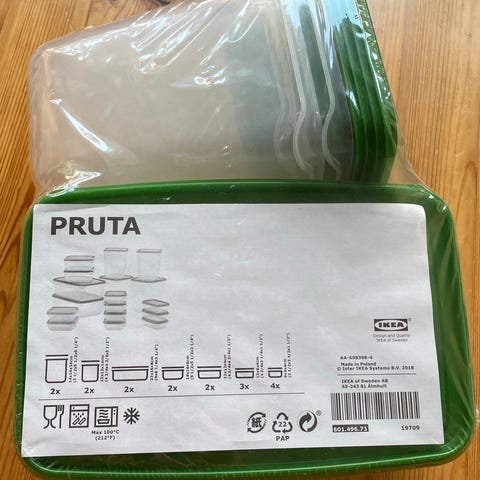 PRUTA
IKEA
Design and Quality
IKEA of Sweden
AA-698398-4
Made in Poland
© Inter IKEA Systems B.V. 2018
2x
2x
2x
2x
2x
3x
4x
IKEA of Sweden AB
SE-343 81 Älmhult
Max 100°C
(212°F)
紙
22
PAP
601.496.73
19709